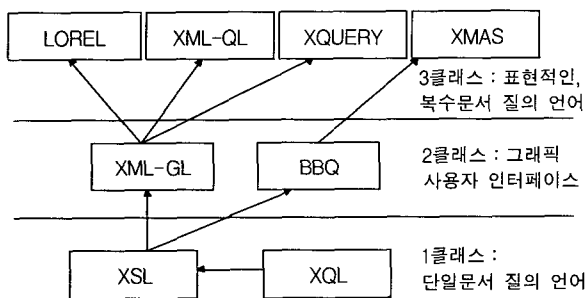 LOREL
XML-QL
XQUERY
XMAS
3클래스 : 표현적인,
복수문서 질의 언어
XML-GL
BBQ
2클래스 : 그래픽
사용자 인터페이스
XSL
XQL
1클래스 :
단일문서 질의 언어